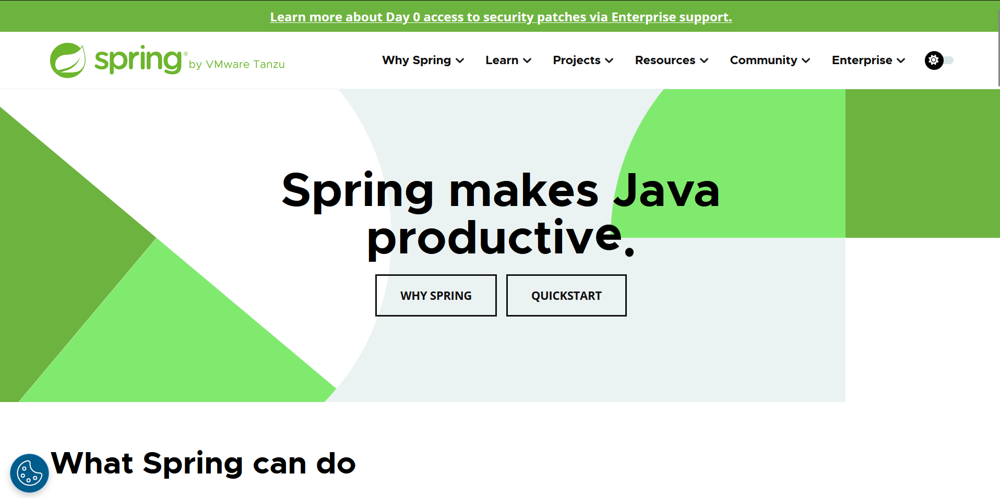 Learn more about Day 0 access to security patches via Enterprise support.
spring® by VMware Tanzu
Why Spring
Learn
Projects
Resources
Community
Enterprise
Spring makes Java
productive.
WHY SPRING
QUICKSTART
What Spring can do